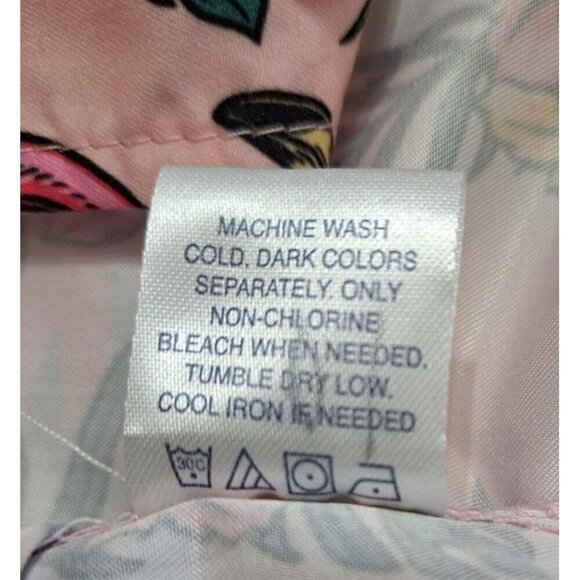 MACHINE WASH
COLD. DARK COLORS
SEPARATELY. ONLY
NON-CHLORINE
BLEACH WHEN NEEDED.
TUMBLE DRY LOW.
COOL IRON IF NEEDED
30C